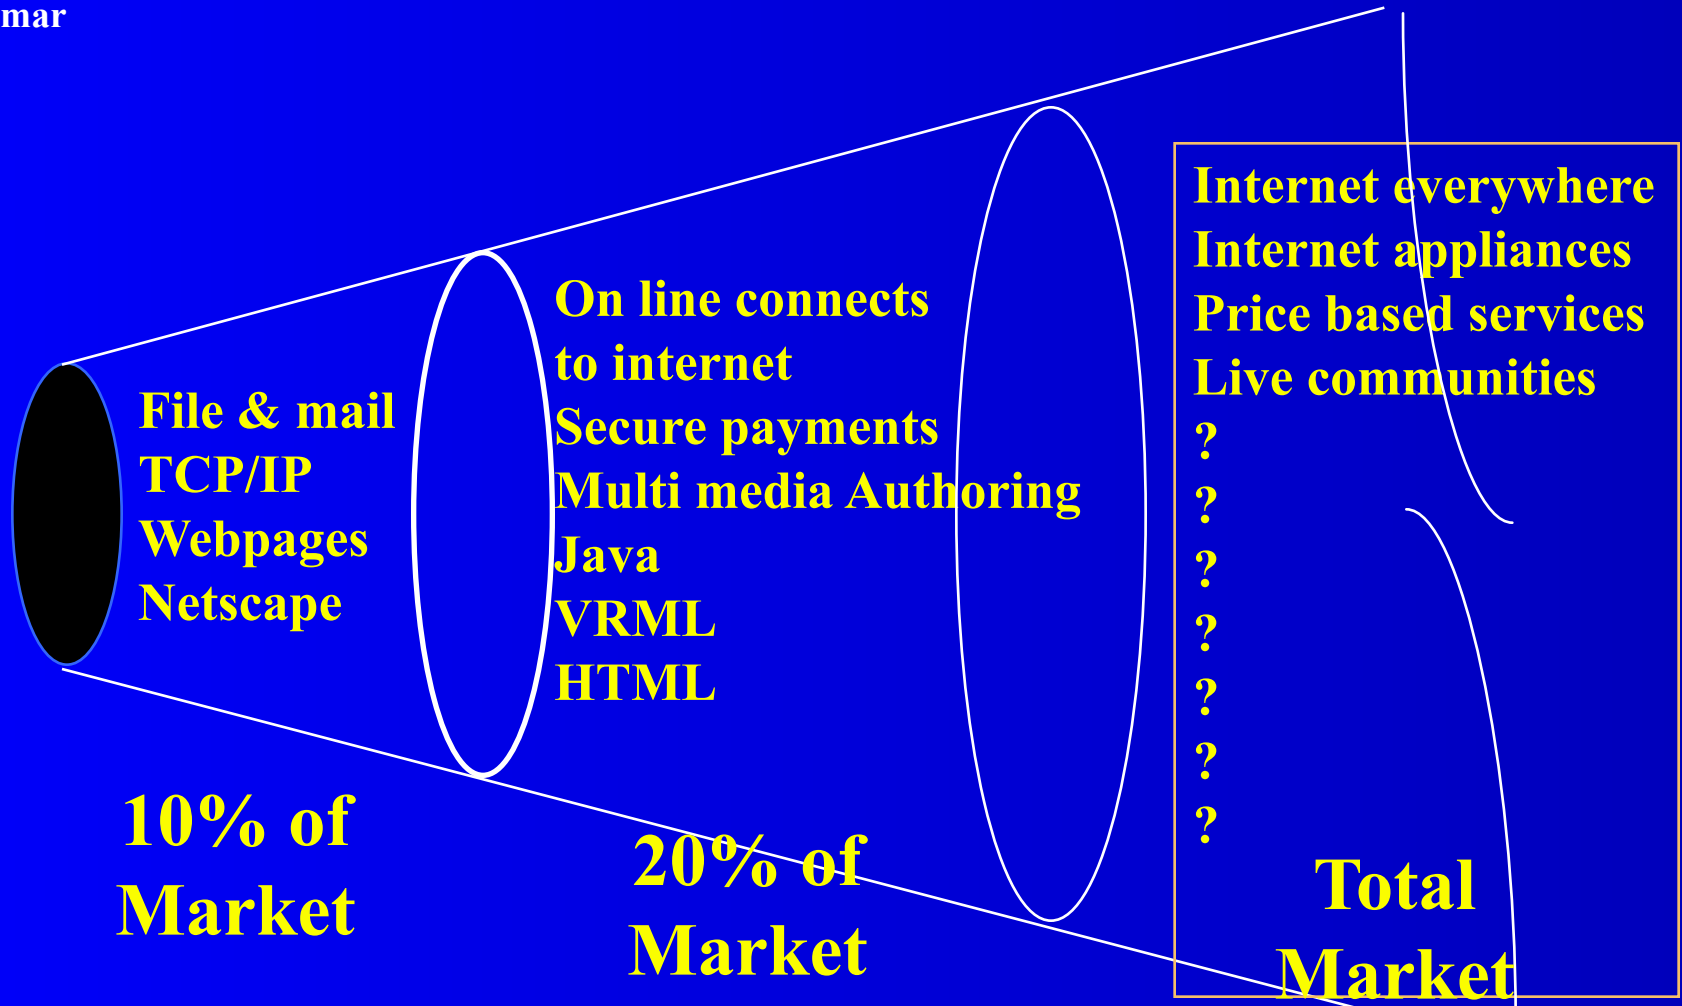 mar
File & mail
TCP/IP
Webpages
Netscape
10% of
Market
On line connects
to internet
Secure payments
Multi media Authoring
Java
VRML
HTML
20% of
Market
Internet everywhere
Internet appliances
Price based services
Live communities
?
?
?
?
?
?
?
Total
Market